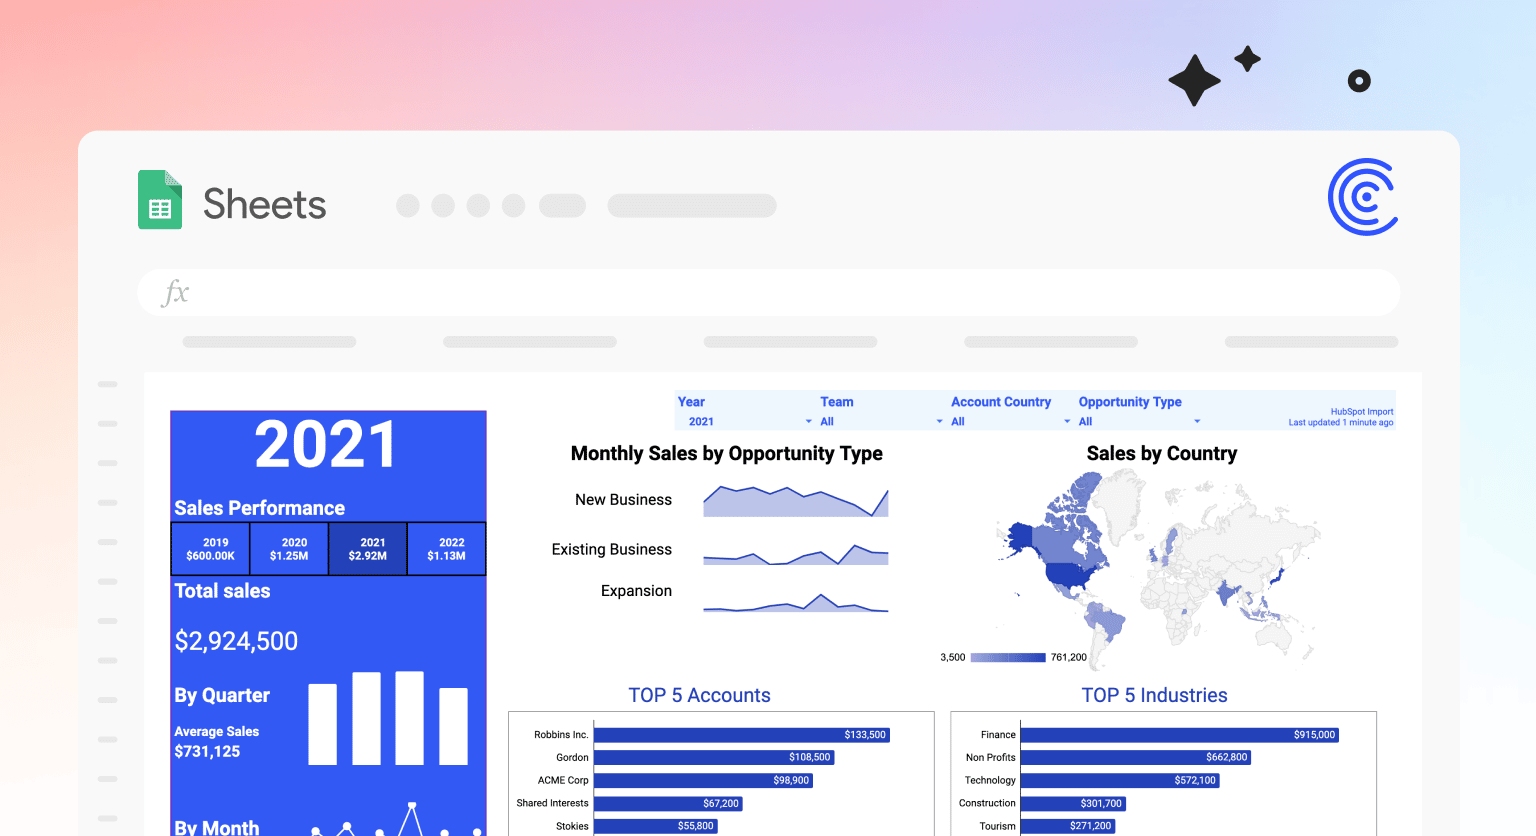 Sheets
fx
Year
Team
Account Country
Opportunity Type
2021
All
All
All
HubSpot Import
Last updated 1 minute ago
2021
Sales Performance
2019
$600.00K
2020
$1.25M
2021
$2.92M
2022
$1.13M
Total sales
$2,924,500
By Quarter
Average Sales
$731,125
By Month
Monthly Sales by Opportunity Type
New Business
Existing Business
Expansion
Sales by Country
3,500
761,200
TOP 5 Accounts
Robbins Inc. $133,500
Gordon $108,500
ACME Corp $98,900
Shared Interests $67,200
Stokies $55,800
TOP 5 Industries
Finance $915,000
Non Profits $662,800
Technology $572,100
Construction $301,700
Tourism $271,200